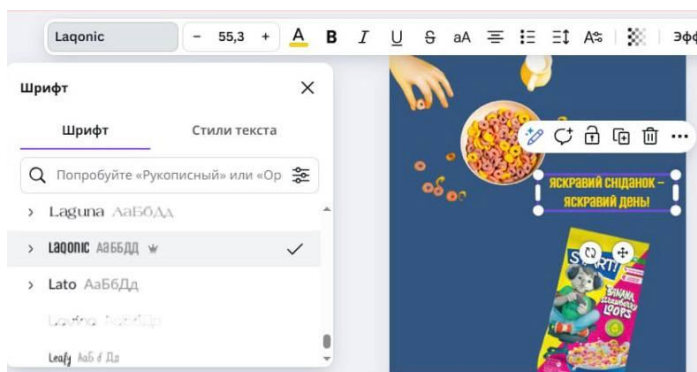 Laqonic
– 55,3 +
A B I U S aA
Эфф
Шрифт
Шрифт Стили текста
Попробуйте «Рукописный» или «Ор
Laguna АаБбДд
Laqonic АаБбДд
Lato АаБбДд
Leafy АаБбДд
ЯСКРАВИЙ СНІДАНОК –
ЯСКРАВИЙ ДЕНЬ!
START!
BANANA
Strawberry
LOOPS